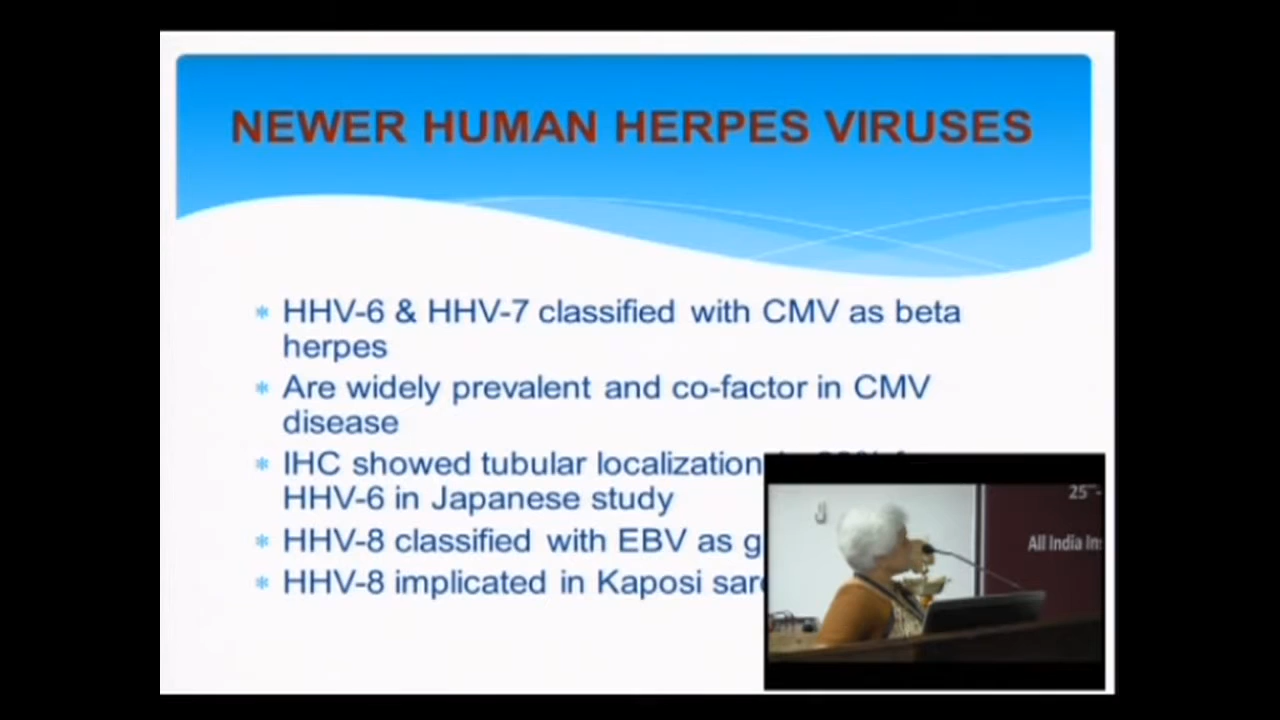 NEWER HUMAN HERPES VIRUSES
* HHV-6 & HHV-7 classified with CMV as beta
herpes
* Are widely prevalent and co-factor in CMV
disease
* IHC showed tubular localization
HHV-6 in Japanese study
* HHV-8 classified with EBV as g
* HHV-8 implicated in Kaposi sarc
25
All India Ins